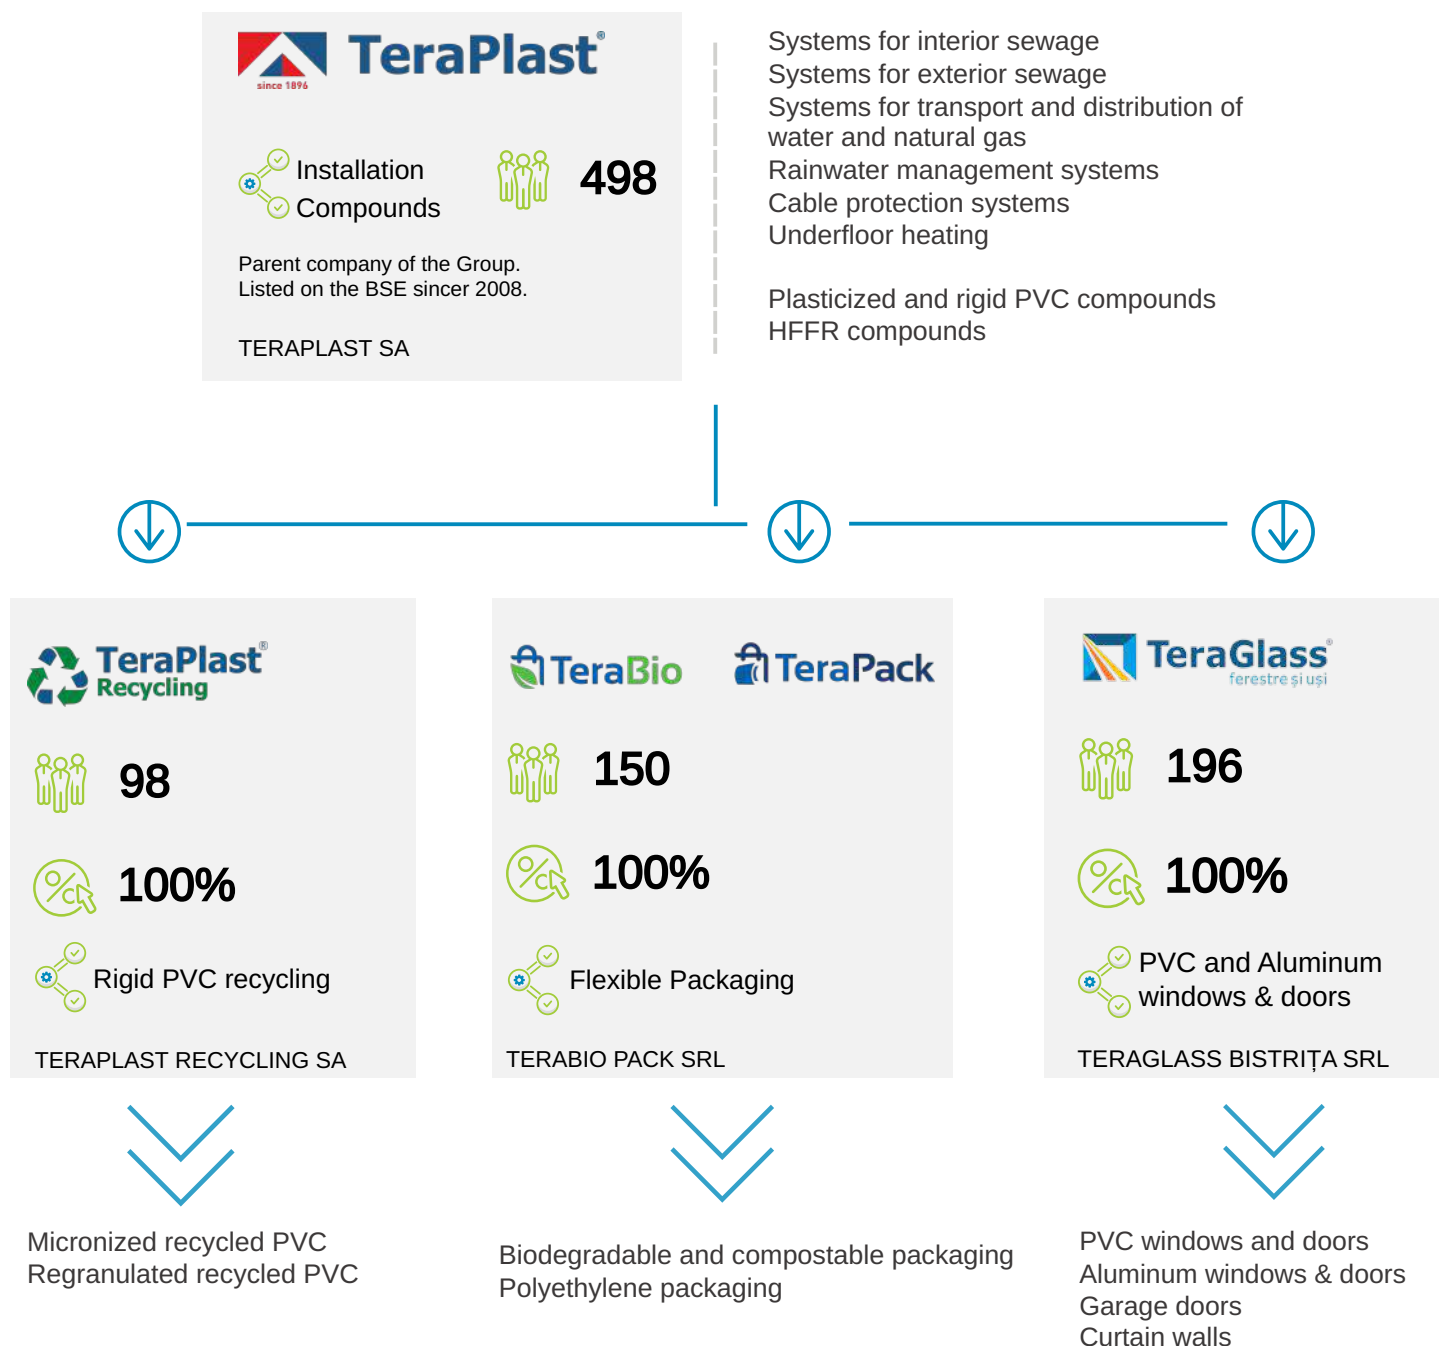 TeraPlast®
since 1896
Installation
Compounds
498
Parent company of the Group.
Listed on the BSE sincer 2008.
TERAPLAST SA
Systems for interior sewage
Systems for exterior sewage
Systems for transport and distribution of
water and natural gas
Rainwater management systems
Cable protection systems
Underfloor heating
Plasticized and rigid PVC compounds
HFFR compounds
TeraPlast®
Recycling
98
100%
Rigid PVC recycling
TERAPLAST RECYCLING SA
Micronized recycled PVC
Regranulated recycled PVC
TeraBio
TeraPack
150
100%
Flexible Packaging
TERABIO PACK SRL
Biodegradable and compostable packaging
Polyethylene packaging
TeraGlass®
ferestre și uși
196
100%
PVC and Aluminum
windows & doors
TERAGLASS BISTRIȚA SRL
PVC windows and doors
Aluminum windows & doors
Garage doors
Curtain walls